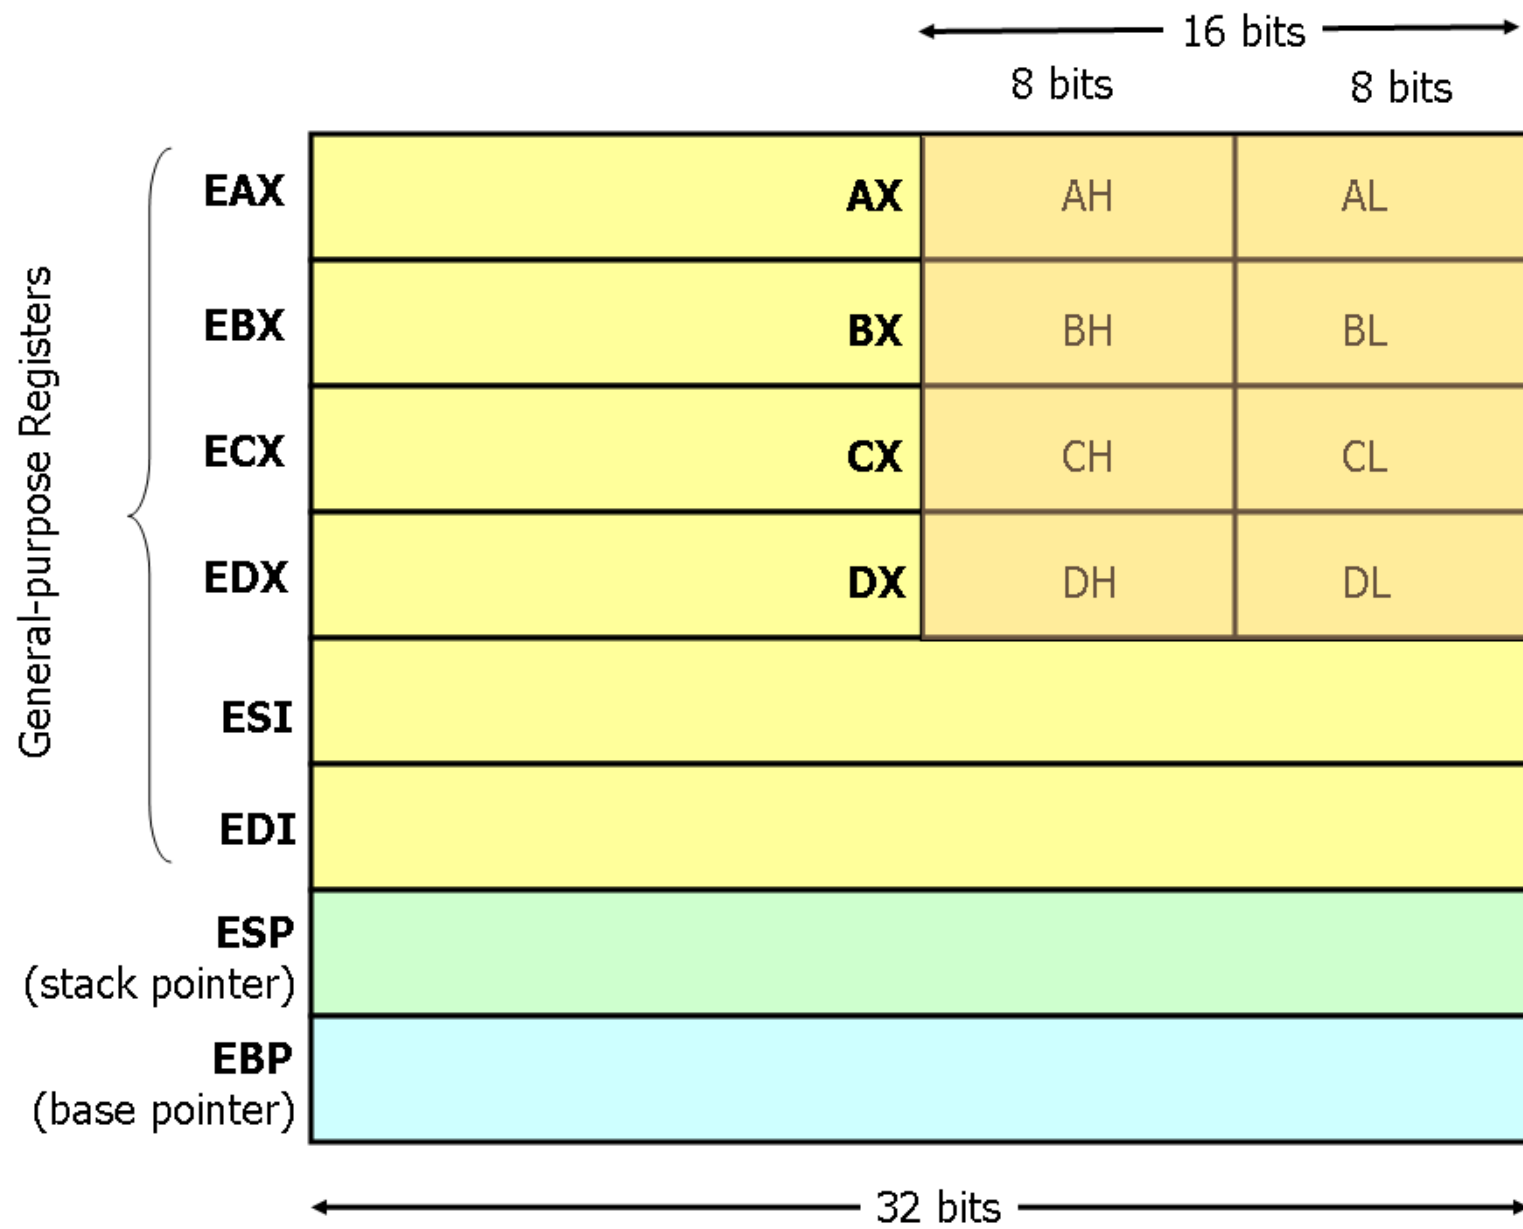 16 bits
8 bits 8 bits
EAX AX AH AL
EBX BX BH BL
ECX CX CH CL
EDX DX DH DL
General-purpose Registers
ESI
EDI
ESP
(stack pointer)
EBP
(base pointer)
32 bits